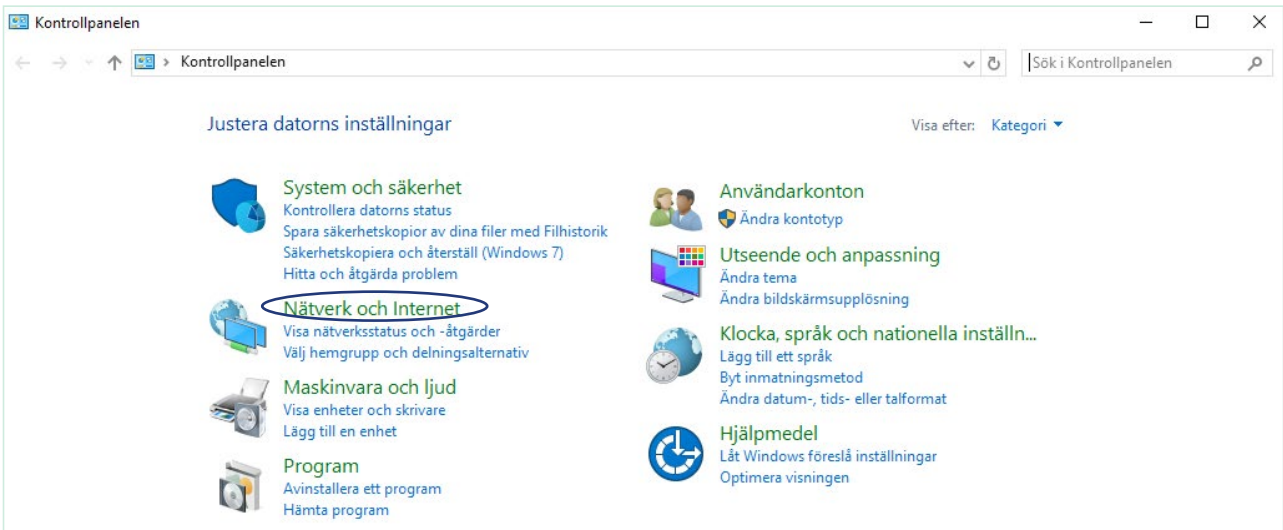 Kontrollpanelen
Kontrollpanelen
Sök i Kontrollpanelen
Justera datorns inställningar
Visa efter: Kategori
System och säkerhet
Kontrollera datorns status
Spara säkerhetskopior av dina filer med Filhistorik
Säkerhetskopiera och återställ (Windows 7)
Hitta och åtgärda problem
Nätverk och Internet
Visa nätverksstatus och -åtgärder
Välj hemgrupp och delningsalternativ
Maskinvara och ljud
Visa enheter och skrivare
Lägg till en enhet
Program
Avinstallera ett program
Hämta program
Användarkonton
Ändra kontotyp
Utseende och anpassning
Ändra tema
Ändra bildskärmsupplösning
Klocka, språk och nationella inställn...
Lägg till ett språk
Byt inmatningsmetod
Ändra datum-, tids- eller talformat
Hjälpmedel
Låt Windows föreslå inställningar
Optimera visningen